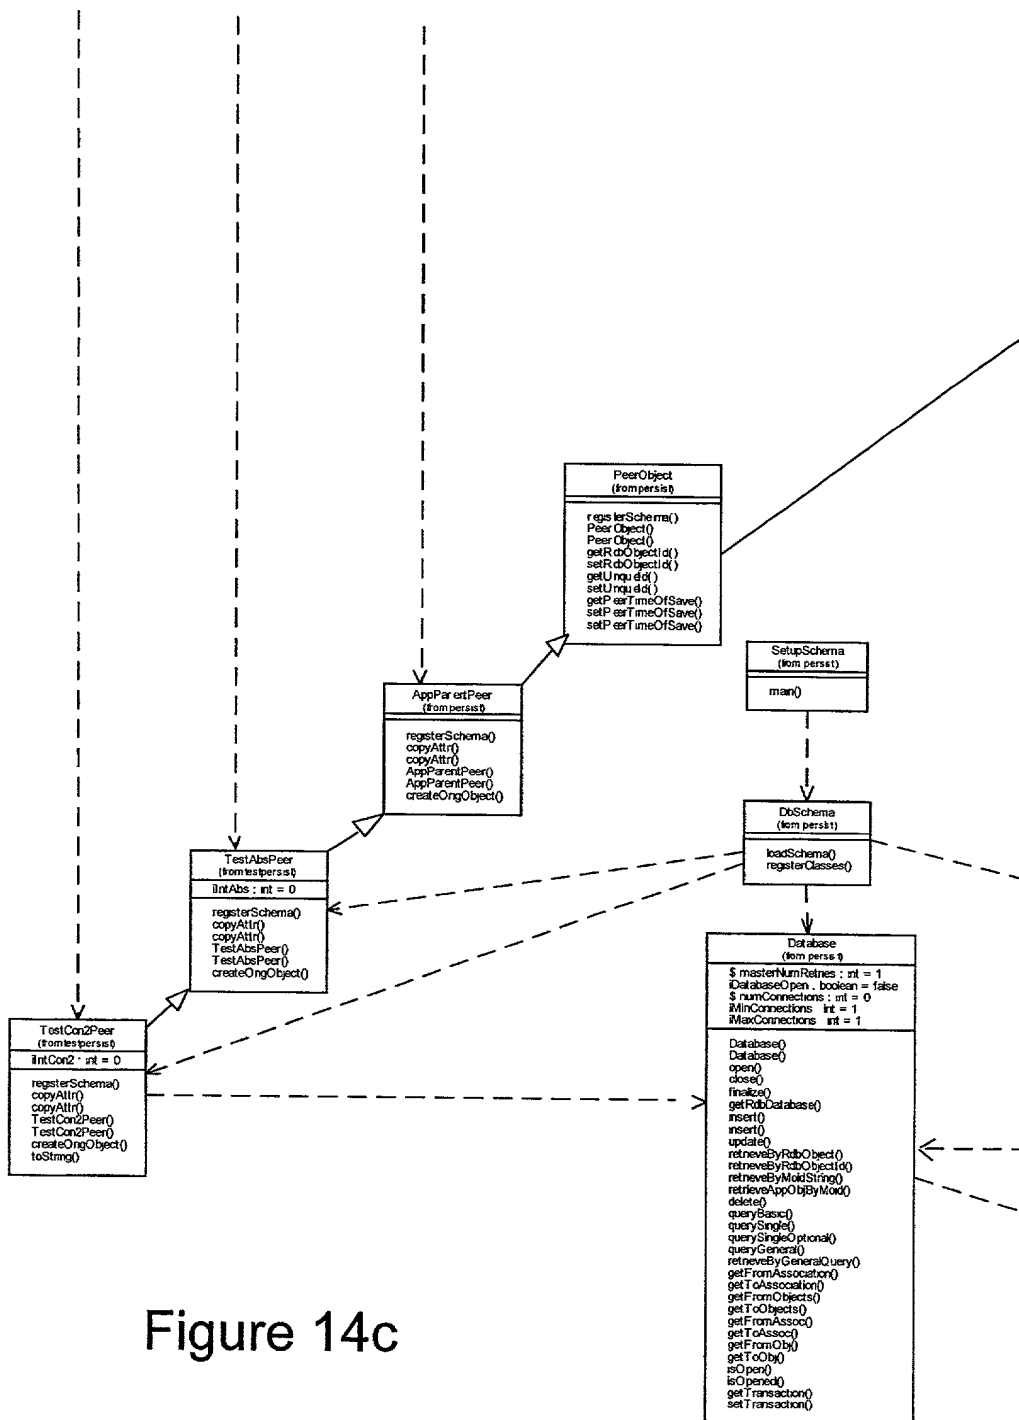 PeerObject
(from persist)
registerSchema()
PeerObject()
PeerObject()
getRdbObjectId()
setRdbObjectId()
getUniqueId()
setUniqueId()
getPeerTimeOfSave()
setPeerTimeOfSave()
setPeerTimeOfSave()
SetupSchema
(from persist)
main()
AppParentPeer
(from persist)
registerSchema()
copyAttr()
copyAttr()
AppParentPeer()
AppParentPeer()
createOrigObject()
DbSchema
(from persist)
loadSchema()
registerClasses()
TestAbsPeer
(from testpersist)
iIntAbs : int = 0
registerSchema()
copyAttr()
copyAttr()
TestAbsPeer()
TestAbsPeer()
createOrigObject()
Database
(from persist)
$ masterNumRetries : int = 1
iDatabaseOpen : boolean = false
$ numConnections : int = 0
iMinConnections int = 1
iMaxConnections int = 1
Database()
Database()
open()
close()
finalize()
getRdbDatabase()
insert()
insert()
update()
retrieveByRdbObject()
retrieveByRdbObjectId()
retrieveByMoidString()
retrieveAppObjByMoid()
delete()
queryBasic()
querySingle()
querySingleOptional()
queryGeneral()
retrieveByGeneralQuery()
getFromAssociation()
getToAssociation()
getFromObjects()
getToObjects()
getFromAssoc()
getToAssoc()
getFromObj()
getToObj()
isOpen()
isOpened()
getTransaction()
setTransaction()
TestCon2Peer
(from testpersist)
iIntCon2 : int = 0
registerSchema()
copyAttr()
copyAttr()
TestCon2Peer()
TestCon2Peer()
createOrigObject()
toString()
Figure 14c